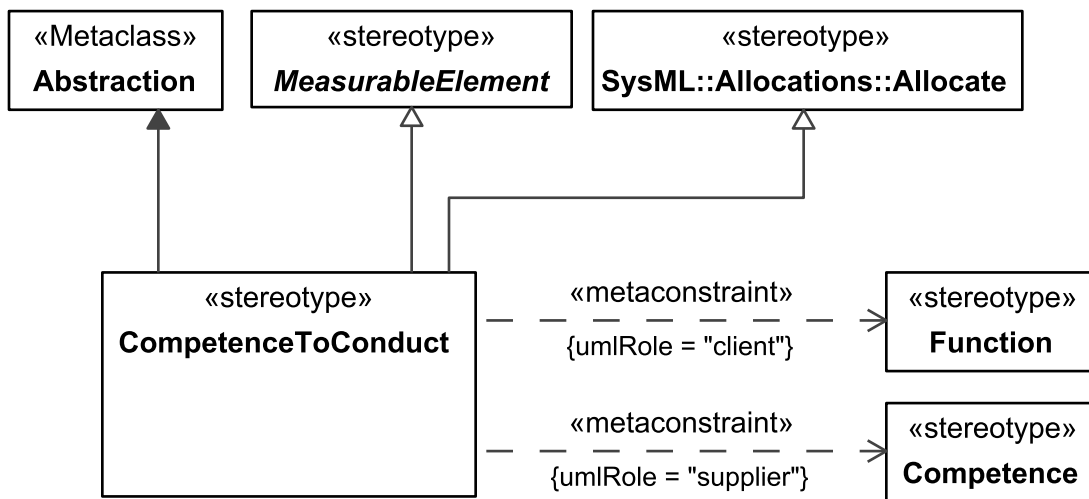 «Metaclass»
Abstraction
«stereotype»
MeasurableElement
«stereotype»
SysML::Allocations::Allocate
«stereotype»
CompetenceToConduct
«metaconstraint»
{umlRole = "client"}
«stereotype»
Function
«metaconstraint»
{umlRole = "supplier"}
«stereotype»
Competence